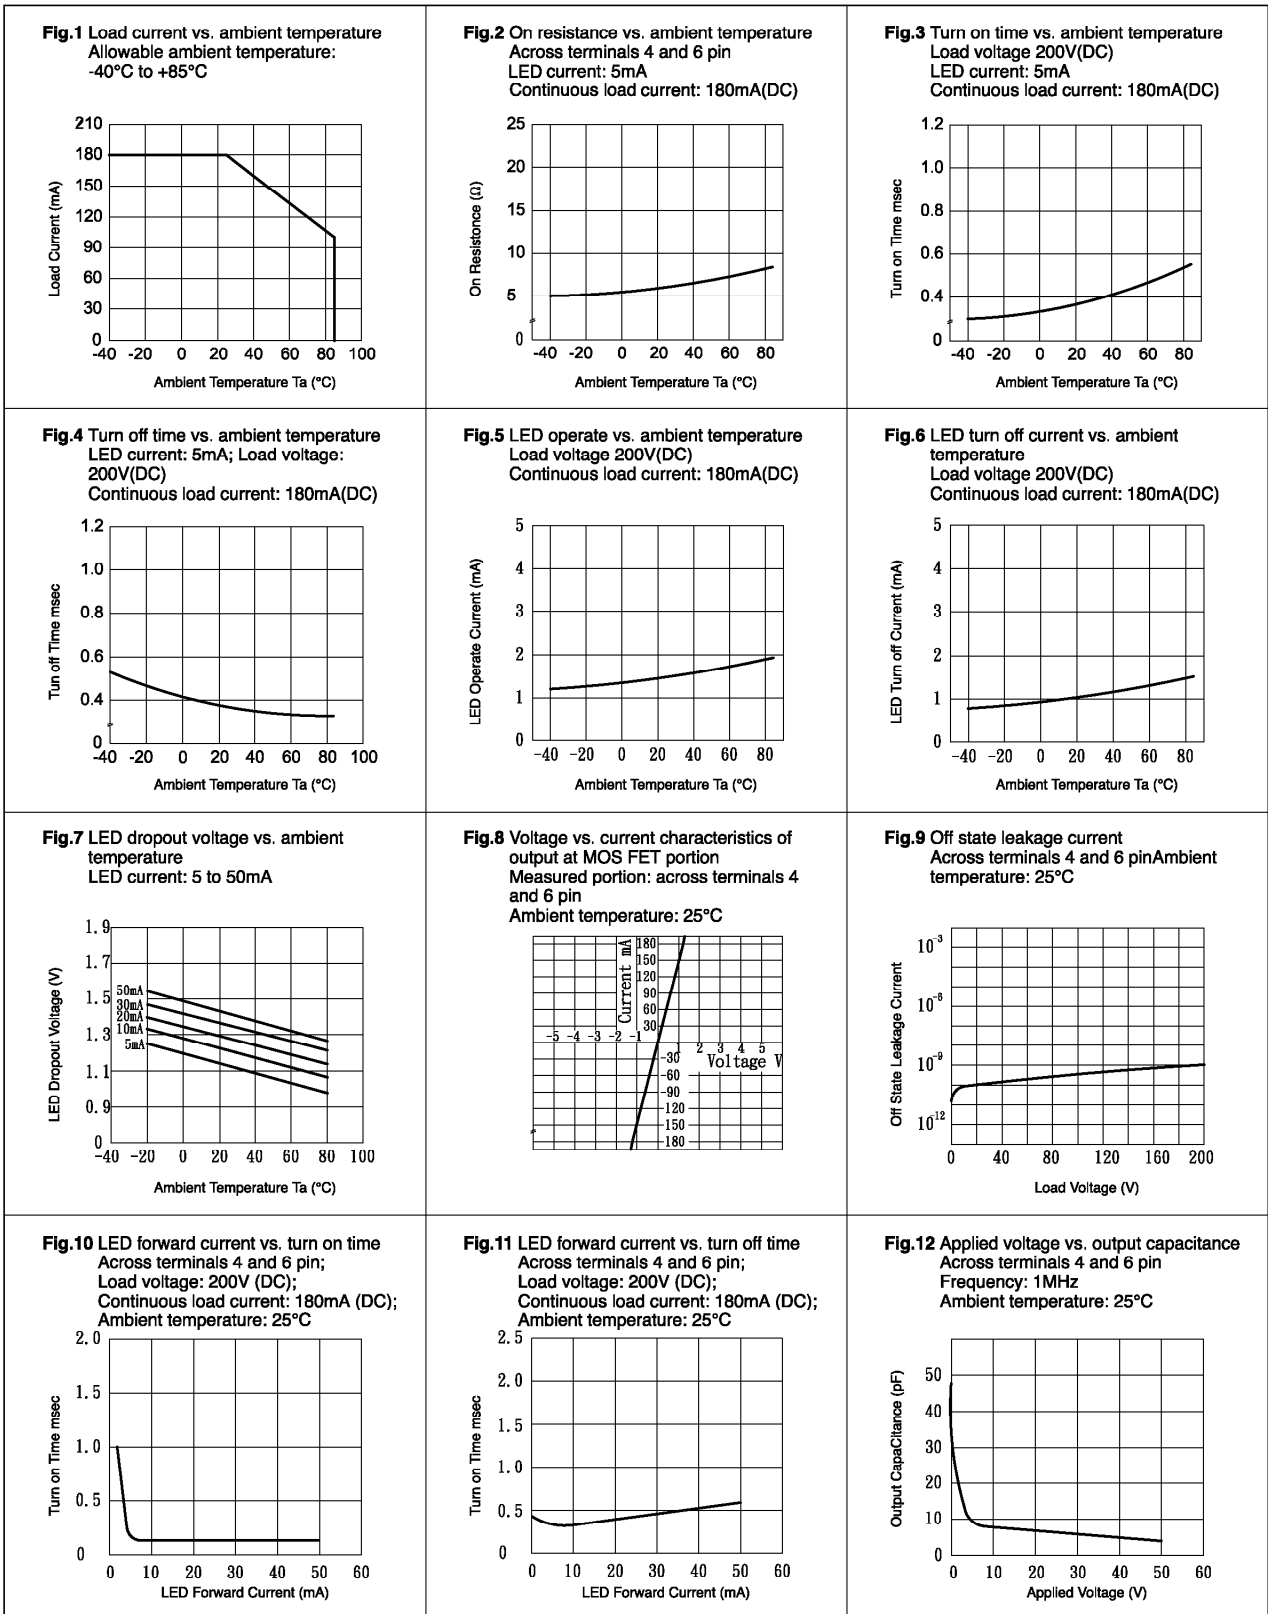 Fig.1 Load current vs. ambient temperature
Allowable ambient temperature:
-40°C to +85°C
Load Current (mA)
210
180
150
120
90
60
30
0
-40 -20 0 20 40 60 80 100
Ambient Temperature Ta (°C)
Fig.2 On resistance vs. ambient temperature
Across terminals 4 and 6 pin
LED current: 5mA
Continuous load current: 180mA(DC)
On Resistonce (Ω)
25
20
15
10
5
0
-40 -20 0 20 40 60 80
Ambient Temperature Ta (°C)
Fig.3 Turn on time vs. ambient temperature
Load voltage 200V(DC)
LED current: 5mA
Continuous load current: 180mA(DC)
Turn on Time msec
1.2
1.0
0.8
0.6
0.4
0
-40 -20 0 20 40 60 80
Ambient Temperature Ta (°C)
Fig.4 Turn off time vs. ambient temperature
LED current: 5mA; Load voltage:
200V(DC)
Continuous load current: 180mA(DC)
Tun off Time msec
1.2
1.0
0.8
0.6
0.4
0
-40 -20 0 20 40 60 80 100
Ambient Temperature Ta (°C)
Fig.5 LED operate vs. ambient temperature
Load voltage 200V(DC)
Continuous load current: 180mA(DC)
LED Operate Current (mA)
5
4
3
2
1
0
-40 -20 0 20 40 60 80
Ambient Temperature Ta (°C)
Fig.6 LED turn off current vs. ambient
temperature
Load voltage 200V(DC)
Continuous load current: 180mA(DC)
LED Turn off Current (mA)
5
4
3
2
1
0
-40 -20 0 20 40 60 80
Ambient Temperature Ta (°C)
Fig.7 LED dropout voltage vs. ambient
temperature
LED current: 5 to 50mA
LED Dropout Voltage (V)
1.9
1.7
1.5
1.3
1.1
0.9
0
50mA
30mA
20mA
10mA
5mA
-40 -20 0 20 40 60 80 100
Ambient Temperature Ta (°C)
Fig.8 Voltage vs. current characteristics of
output at MOS FET portion
Measured portion: across terminals 4
and 6 pin
Ambient temperature: 25°C
Current mA
180
150
120
90
60
30
-5 -4 -3 -2 -1
1 2 3 4 5
Voltage V
-30
-60
-90
-120
-150
-180
Fig.9 Off state leakage current
Across terminals 4 and 6 pinAmbient
temperature: 25°C
Off State Leakage Current
10-3
10-6
10-9
10-12
0 40 80 120 160 200
Load Voltage (V)
Fig.10 LED forward current vs. turn on time
Across terminals 4 and 6 pin;
Load voltage: 200V (DC);
Continuous load current: 180mA (DC);
Ambient temperature: 25°C
Turn on Time msec
2.0
1.5
1.0
0.5
0
0 10 20 30 40 50 60
LED Forward Current (mA)
Fig.11 LED forward current vs. turn off time
Across terminals 4 and 6 pin;
Load voltage: 200V (DC);
Continuous load current: 180mA (DC);
Ambient temperature: 25°C
Turn on Time msec
2.5
2.0
1.5
1.0
0.5
0
0 10 20 30 40 50 60
LED Forward Current (mA)
Fig.12 Applied voltage vs. output capacitance
Across terminals 4 and 6 pin
Frequency: 1MHz
Ambient temperature: 25°C
Output CapaCitance (pF)
50
40
30
20
10
0
0 10 20 30 40 50 60
Applied Voltage (V)